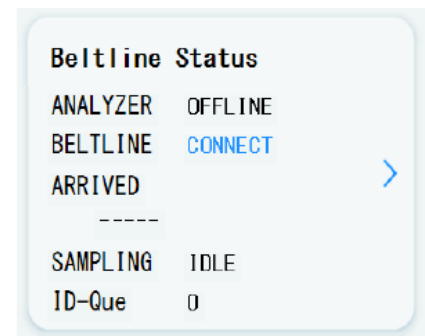 Beltline Status
ANALYZER OFFLINE
BELTLINE CONNECT
ARRIVED
-----
SAMPLING IDLE
ID-Que 0